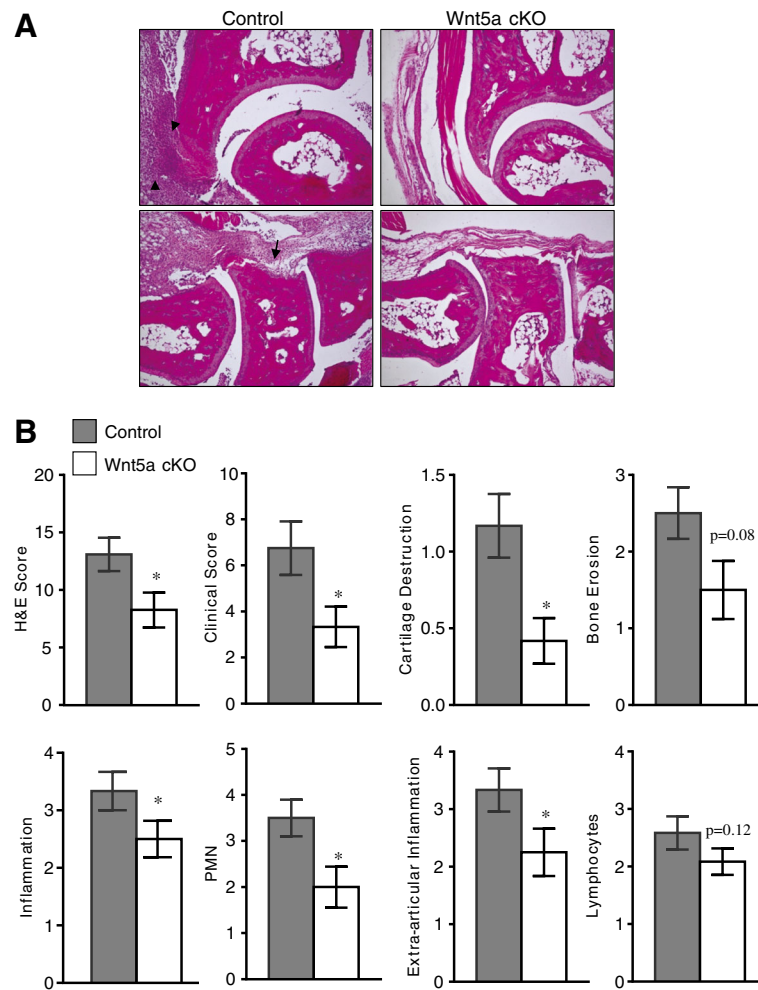 A
Control
Wnt5a cKO
B
Control
Wnt5a cKO
H&E Score
20
15
10
5
0
*
Clinical Score
10
8
6
4
2
0
*
Cartilage Destruction
1.5
1.0
0.5
0.0
*
Bone Erosion
3
2
1
0
p=0.08
Inflammation
4
3
2
1
0
*
PMN
5
4
3
2
1
0
*
Extra-articular Inflammation
4
3
2
1
0
*
Lymphocytes
4
3
2
1
0
p=0.12